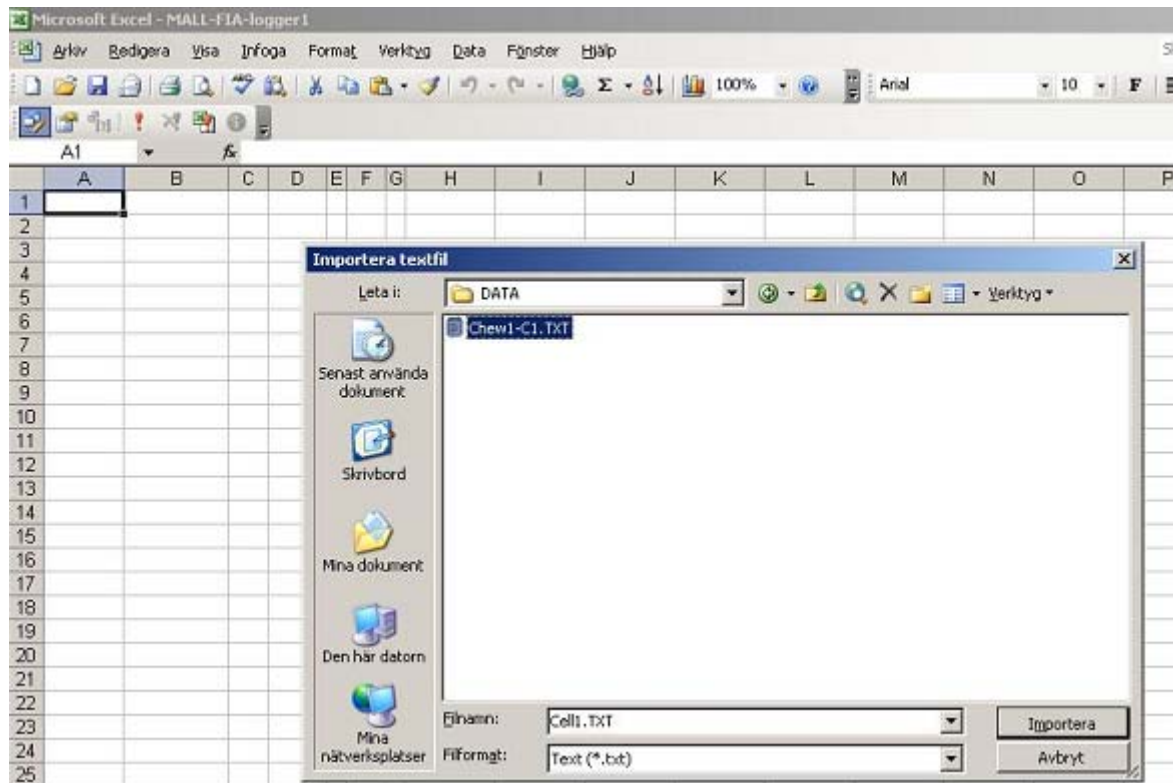 Microsoft Excel - MALL-FIA-logger1
Arkiv Redigera Visa Infoga Format Verktyg Data Fönster Hjälp
100% Arial 10 F
A1 fx
A B C D E F G H I J K L M N O P
1
2
3
4
5
6
7
8
9
10
11
12
13
14
15
16
17
18
19
20
21
22
23
24
25
Importera textfil
Leta i: DATA Verktyg
Chew1-C1.TXT
Senast använda
dokument
Skrivbord
Mina dokument
Den här datorn
Mina
nätverksplatser
Filnamn: Cell1.TXT Importera
Filformat: Text (*.txt) Avbryt